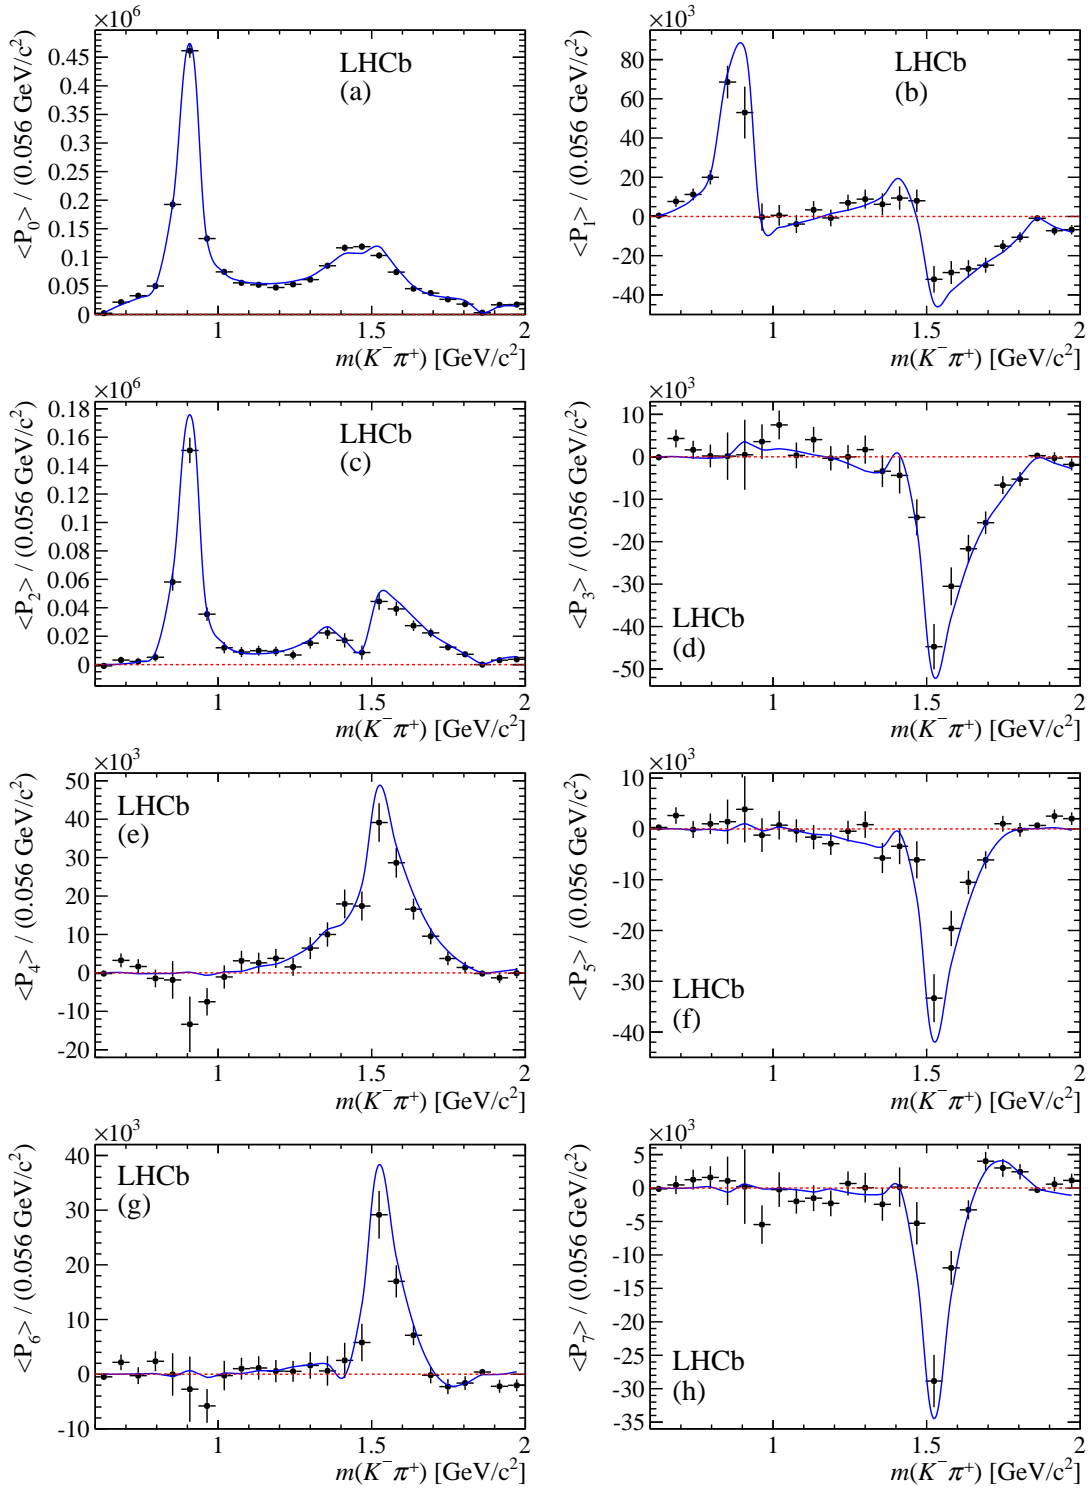 ×10⁶
<P₀> / (0.056 GeV/c²)
0.45
0.4
0.35
0.3
0.25
0.2
0.15
0.1
0.05
0
LHCb
(a)
1 1.5 2
m(K⁻π⁺) [GeV/c²]
×10³
<P₁> / (0.056 GeV/c²)
80
60
40
20
0
-20
-40
LHCb
(b)
1 1.5 2
m(K⁻π⁺) [GeV/c²]
×10⁶
<P₂> / (0.056 GeV/c²)
0.18
0.16
0.14
0.12
0.1
0.08
0.06
0.04
0.02
0
LHCb
(c)
1 1.5 2
m(K⁻π⁺) [GeV/c²]
×10³
<P₃> / (0.056 GeV/c²)
10
0
-10
-20
-30
-40
-50
LHCb
(d)
1 1.5 2
m(K⁻π⁺) [GeV/c²]
×10³
<P₄> / (0.056 GeV/c²)
50
40
30
20
10
0
-10
-20
LHCb
(e)
1 1.5 2
m(K⁻π⁺) [GeV/c²]
×10³
<P₅> / (0.056 GeV/c²)
10
0
-10
-20
-30
-40
LHCb
(f)
1 1.5 2
m(K⁻π⁺) [GeV/c²]
×10³
<P₆> / (0.056 GeV/c²)
40
30
20
10
0
-10
LHCb
(g)
1 1.5 2
m(K⁻π⁺) [GeV/c²]
×10³
<P₇> / (0.056 GeV/c²)
5
0
-5
-10
-15
-20
-25
-30
-35
LHCb
(h)
1 1.5 2
m(K⁻π⁺) [GeV/c²]